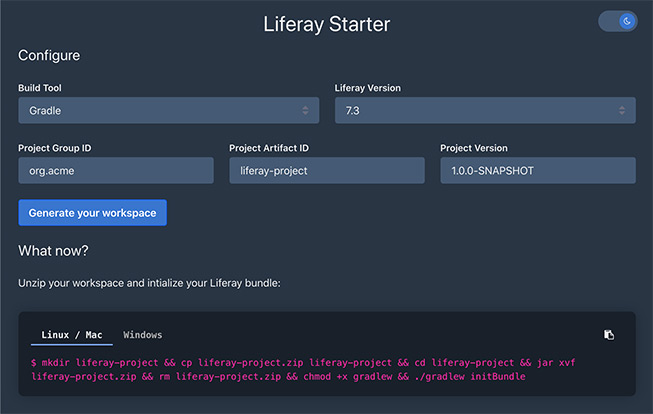 Liferay Starter
Configure
Build Tool
Liferay Version
Gradle
7.3
Project Group ID
Project Artifact ID
Project Version
org.acme
liferay-project
1.0.0-SNAPSHOT
Generate your workspace
What now?
Unzip your workspace and intialize your Liferay bundle:
Linux / Mac
Windows
$ mkdir liferay-project && cp liferay-project.zip liferay-project && cd liferay-project && jar xvf
liferay-project.zip && rm liferay-project.zip && chmod +x gradlew && ./gradlew initBundle